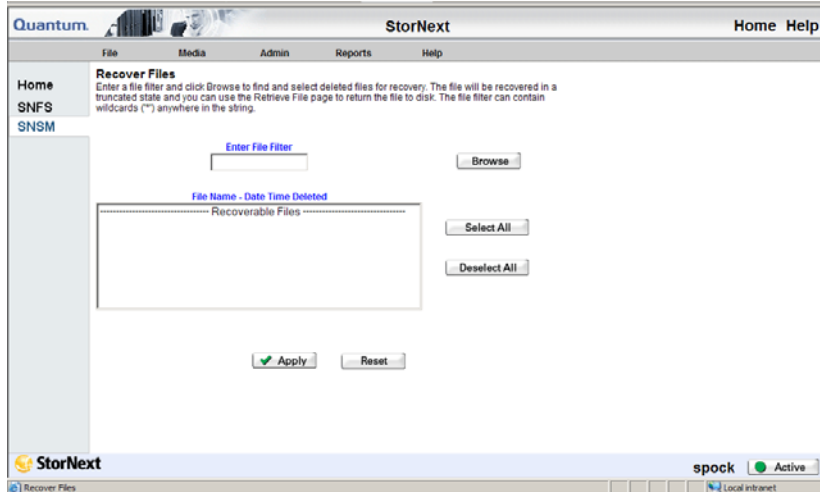 Quantum. StorNext Home Help
File Media Admin Reports Help
Home
SNFS
SNSM
Recover Files
Enter a file filter and click Browse to find and select deleted files for recovery. The file will be recovered in a
truncated state and you can use the Retrieve File page to return the file to disk. The file filter can contain
wildcards ("*") anywhere in the string.
Enter File Filter
Browse
File Name - Date Time Deleted
---------------------------------- Recoverable Files ----------------------------------
Select All
Deselect All
Apply Reset
StorNext
spock Active
Recover Files Local intranet